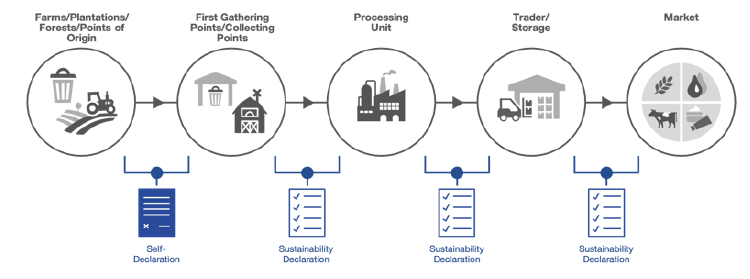 Farms/Plantations/
Forests/Points of
Origin
First Gathering
Points/Collecting
Points
Processing
Unit
Trader/
Storage
Market
Self-
Declaration
Sustainability
Declaration
Sustainability
Declaration
Sustainability
Declaration